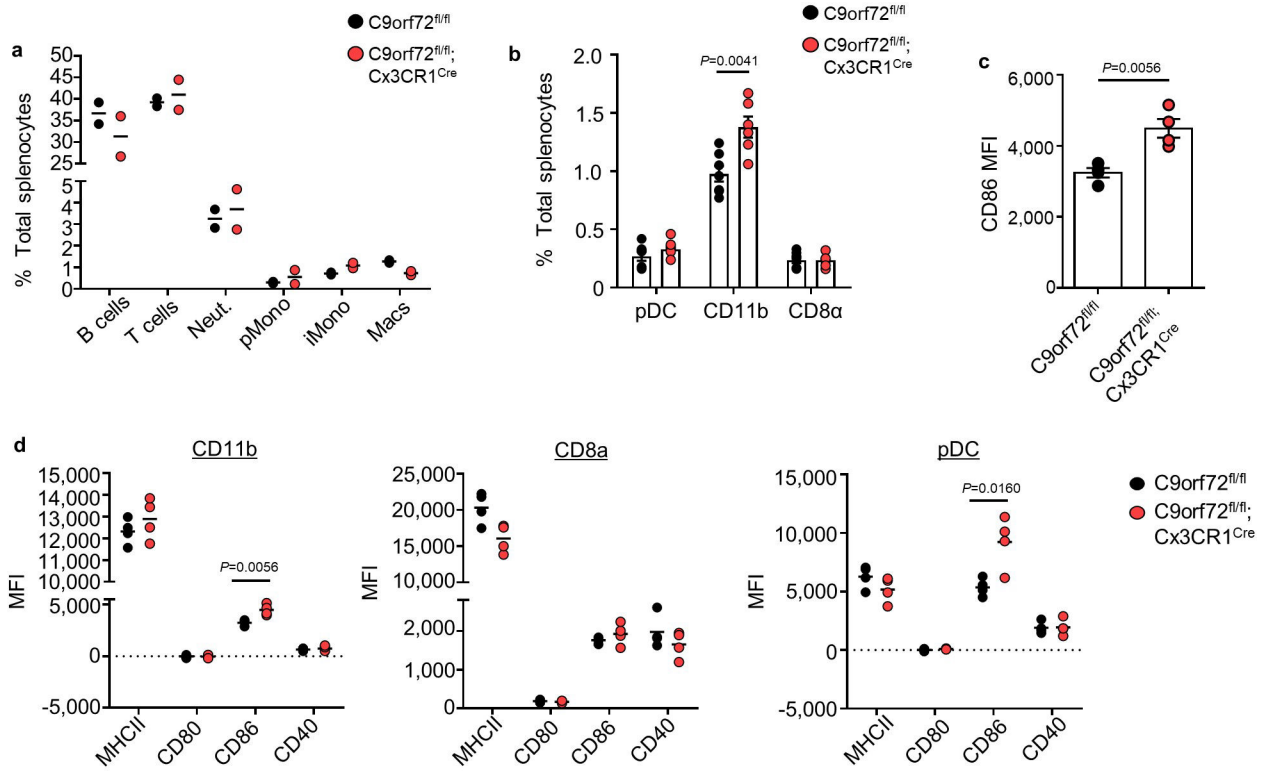 C9orf72fl/fl
C9orf72fl/fl;
Cx3CR1Cre
a
% Total splenocytes
50
45
40
35
30
25
5
4
3
2
1
0
B cells
T cells
Neut.
pMono
iMono
Macs
C9orf72fl/fl
C9orf72fl/fl;
Cx3CR1Cre
b
% Total splenocytes
2.0
1.5
1.0
0.5
0
P=0.0041
pDC
CD11b
CD8α
c
CD86 MFI
6,000
4,000
2,000
0
P=0.0056
C9orf72fl/fl
C9orf72fl/fl;
Cx3CR1Cre
d
CD11b
MFI
15,000
14,000
13,000
12,000
11,000
10,000
5,000
0
-5,000
P=0.0056
MHCII
CD80
CD86
CD40
CD8a
MFI
25,000
20,000
15,000
10,000
2,000
1,000
0
MHCII
CD80
CD86
CD40
pDC
MFI
15,000
10,000
5,000
0
-5,000
P=0.0160
MHCII
CD80
CD86
CD40
C9orf72fl/fl
C9orf72fl/fl;
Cx3CR1Cre